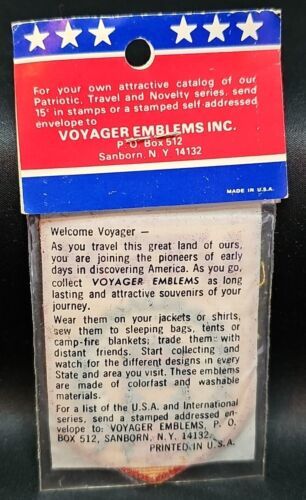 For your own attractive catalog of our
Patriotic, Travel and Novelty series, send
15¢ in stamps or a stamped self-addressed
envelope to
VOYAGER EMBLEMS INC.
P. O. Box 512
Sanborn, N. Y 14132
MADE IN U.S.A.
Welcome Voyager —
As you travel this great land of ours,
you are joining the pioneers of early
days in discovering America. As you go,
collect VOYAGER EMBLEMS as long
lasting and attractive souvenirs of your
journey.
Wear them on your jackets or shirts,
sew them to sleeping bags, tents or
camp-fire blankets; trade them with
distant friends. Start collecting and
watch for the different designs in every
State and area you visit. These emblems
are made of colorfast and washable
materials.
For a list of the U.S.A. and International
series, send a stamped addressed en-
velope to: VOYAGER EMBLEMS, P. O.
BOX 512, SANBORN, N.Y. 14132.
PRINTED IN U.S.A.